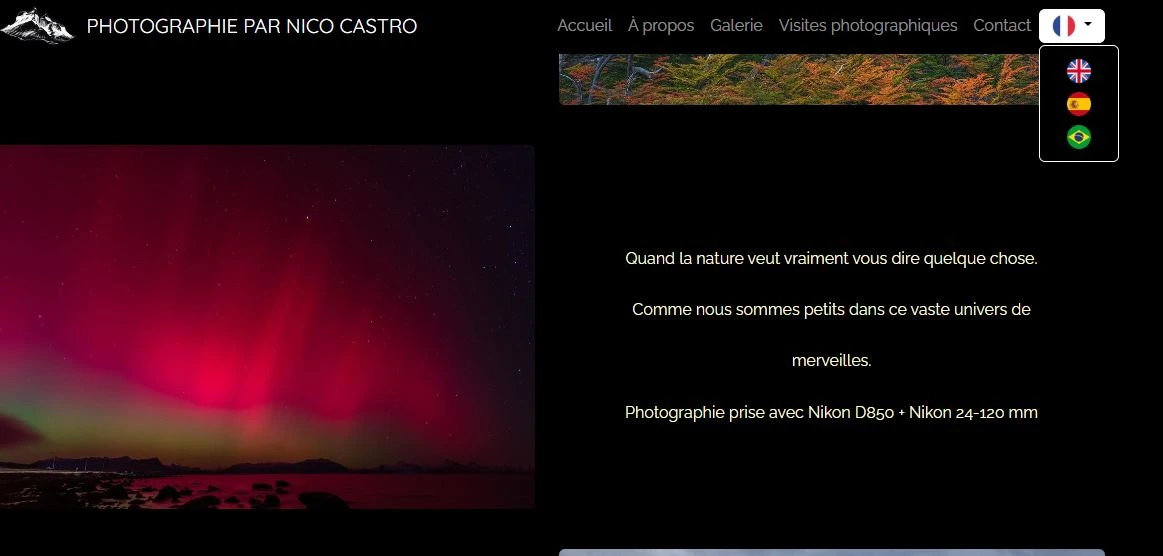 PHOTOGRAPHIE PAR NICO CASTRO
Accueil À propos Galerie Visites photographiques Contact
Quand la nature veut vraiment vous dire quelque chose.
Comme nous sommes petits dans ce vaste univers de
merveilles.
Photographie prise avec Nikon D850 + Nikon 24-120 mm